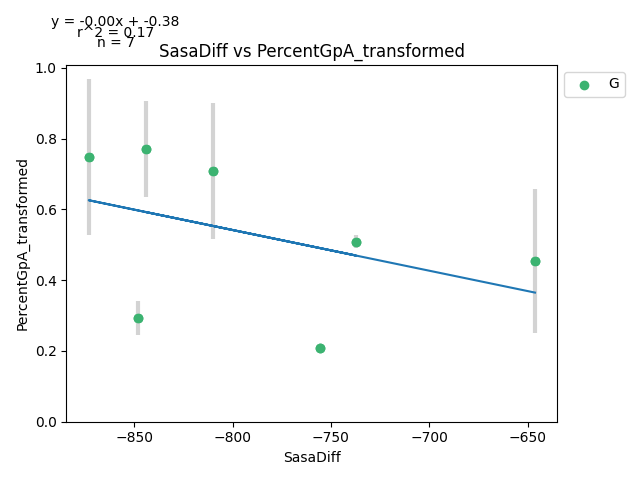 y = -0.00x + -0.38
r^2 = 0.17
n = 7
SasaDiff vs PercentGpA_transformed
G
PercentGpA_transformed
1.0
0.8
0.6
0.4
0.2
0.0
−850
−800
−750
−700
−650
SasaDiff